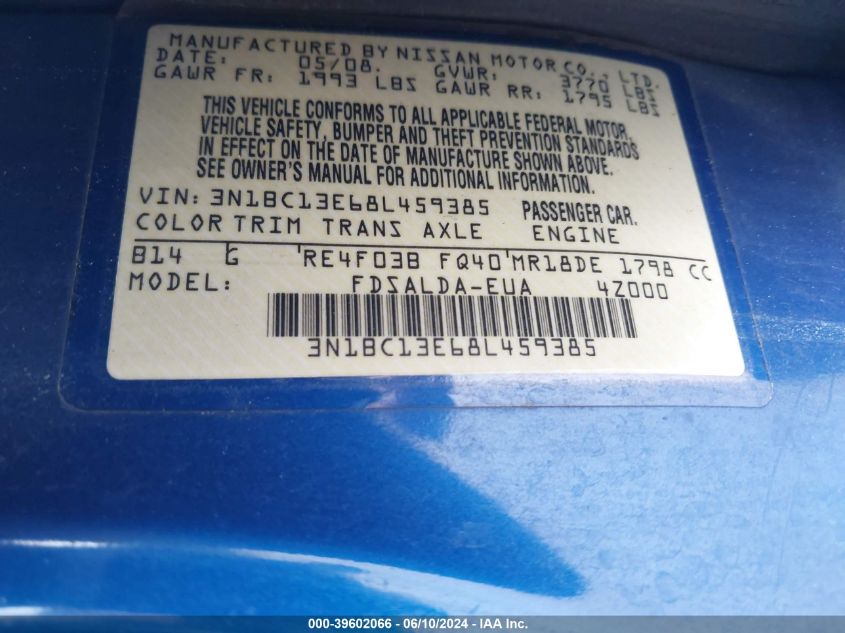 MANUFACTURED BY NISSAN MOTOR CO., LTD.
DATE: 05/08. GVWR: 3770 LBS
GAWR FR: 1993 LBS GAWR RR: 1795 LBS
THIS VEHICLE CONFORMS TO ALL APPLICABLE FEDERAL MOTOR
VEHICLE SAFETY, BUMPER AND THEFT PREVENTION STANDARDS
IN EFFECT ON THE DATE OF MANUFACTURE SHOWN ABOVE.
SEE OWNER'S MANUAL FOR ADDITIONAL INFORMATION.
VIN: 3N1BC13E68L459385 PASSENGER CAR.
COLOR TRIM TRANS AXLE ENGINE
B14 G RE4F03B FQ40 MR18DE 1798 CC
MODEL: FDSALDA-EUA 4Z000
3N1BC13E68L459385
000-39602066 - 06/10/2024 - IAA Inc.